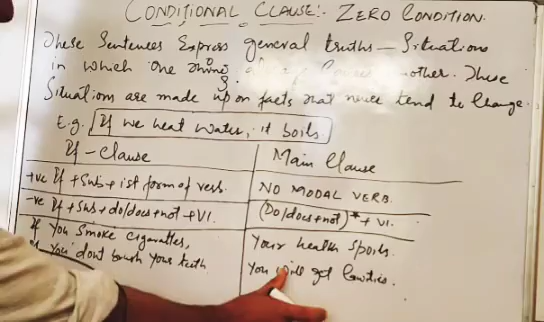 CONDITIONAL CLAUSE:- ZERO CONDITION.
These Sentences Express general truths - Situations
in which one thing always causes another. These
Situations are made up on facts that never tend to Change.
E.g. If we heat water, it boils.
If - Clause Main Clause
+ve If + Sub + 1st form of verb. NO MODAL VERB.
-ve If + Sub + do/does + not + V1. (Do/does + not)* + V1.
If You Smoke Cigarattes, Your health Spoils.
If You don't brush Your teeth You will get Cavities.